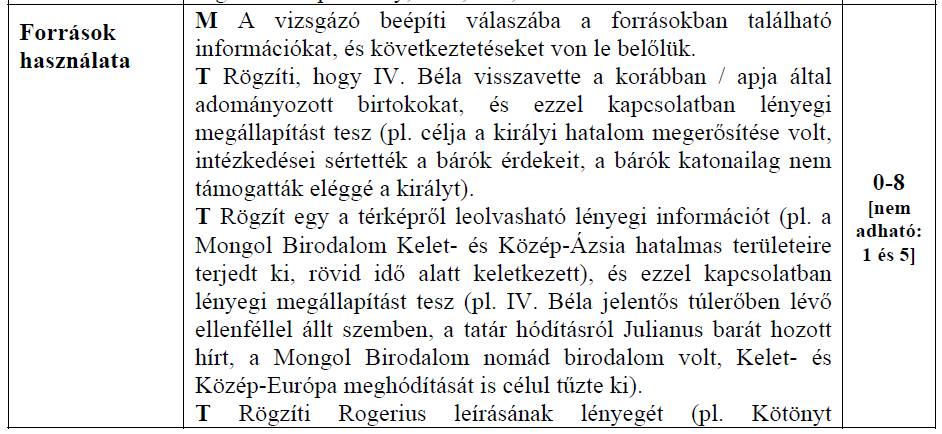 Források
használata
M A vizsgázó beépíti válaszába a forrásokban található
információkat, és következtetéseket von le belőlük.
T Rögzíti, hogy IV. Béla visszavette a korábban / apja által
adományozott birtokokat, és ezzel kapcsolatban lényegi
megállapítást tesz (pl. célja a királyi hatalom megerősítése volt,
intézkedései sértették a bárók érdekeit, a bárók katonailag nem
támogatták eléggé a királyt).
T Rögzít egy a térképről leolvasható lényegi információt (pl. a
Mongol Birodalom Kelet- és Közép-Ázsia hatalmas területeire
terjedt ki, rövid idő alatt keletkezett), és ezzel kapcsolatban
lényegi megállapítást tesz (pl. IV. Béla jelentős túlerőben lévő
ellenféllel állt szemben, a tatár hódításról Julianus barát hozott
hírt, a Mongol Birodalom nomád birodalom volt, Kelet- és
Közép-Európa meghódítását is célul tűzte ki).
T Rögzíti Rogerius leírásának lényegét (pl. Kötönyt
0-8
[nem
adható:
1 és 5]